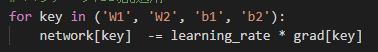 for key in ('W1', 'W2', 'b1', 'b2'):
    network[key]  -= learning_rate * grad[key]